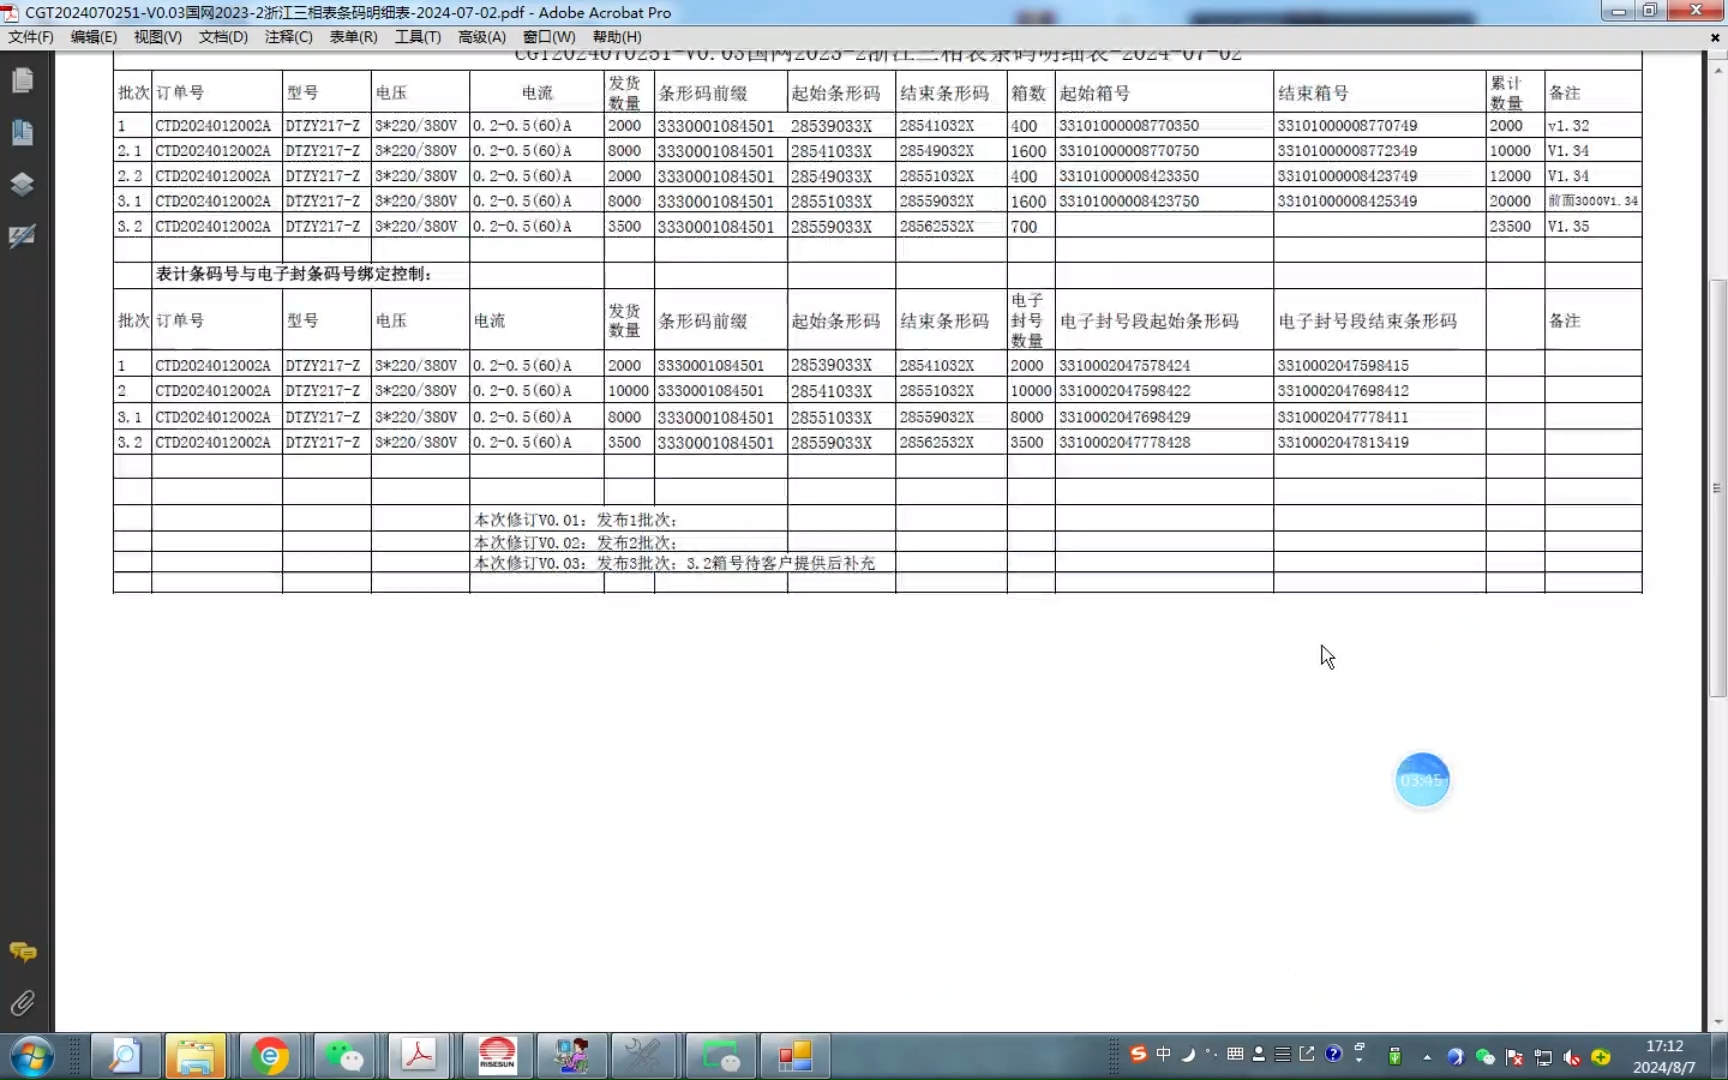 CGT2024070251-V0.03国网2023-2浙江三相表条码明细表-2024-07-02.pdf - Adobe Acrobat Pro
文件(F) 编辑(E) 视图(V) 文档(D) 注释(C) 表单(R) 工具(T) 高级(A) 窗口(W) 帮助(H)
CGT2024070251-V0.03国网2023-2浙江三相表条码明细表-2024-07-02
批次 订单号 型号 电压 电流 发货数量 条形码前缀 起始条形码 结束条形码 箱数 起始箱号 结束箱号 累计数量 备注
1 CTD2024012002A DTZY217-Z 3*220/380V 0.2-0.5(60)A 2000 3330001084501 28539033X 28541032X 400 33101000008770350 33101000008770749 2000 v1.32
2.1 CTD2024012002A DTZY217-Z 3*220/380V 0.2-0.5(60)A 8000 3330001084501 28541033X 28549032X 1600 33101000008770750 33101000008772349 10000 V1.34
2.2 CTD2024012002A DTZY217-Z 3*220/380V 0.2-0.5(60)A 2000 3330001084501 28549033X 28551032X 400 33101000008423350 33101000008423749 12000 V1.34
3.1 CTD2024012002A DTZY217-Z 3*220/380V 0.2-0.5(60)A 8000 3330001084501 28551033X 28559032X 1600 33101000008423750 33101000008425349 20000 前面3000V1.34
3.2 CTD2024012002A DTZY217-Z 3*220/380V 0.2-0.5(60)A 3500 3330001084501 28559033X 28562532X 700 23500 V1.35
表计条码号与电子封条码号绑定控制：
批次 订单号 型号 电压 电流 发货数量 条形码前缀 起始条形码 结束条形码 电子封号数量 电子封号段起始条形码 电子封号段结束条形码 备注
1 CTD2024012002A DTZY217-Z 3*220/380V 0.2-0.5(60)A 2000 3330001084501 28539033X 28541032X 2000 3310002047578424 3310002047598415
2 CTD2024012002A DTZY217-Z 3*220/380V 0.2-0.5(60)A 10000 3330001084501 28541033X 28551032X 10000 3310002047598422 3310002047698412
3.1 CTD2024012002A DTZY217-Z 3*220/380V 0.2-0.5(60)A 8000 3330001084501 28551033X 28559032X 8000 3310002047698429 3310002047778411
3.2 CTD2024012002A DTZY217-Z 3*220/380V 0.2-0.5(60)A 3500 3330001084501 28559033X 28562532X 3500 3310002047778428 3310002047813419
本次修订V0.01：发布1批次；
本次修订V0.02：发布2批次；
本次修订V0.03：发布3批次；3.2箱号待客户提供后补充
03:45
RISESUN
中
17:12
2024/8/7